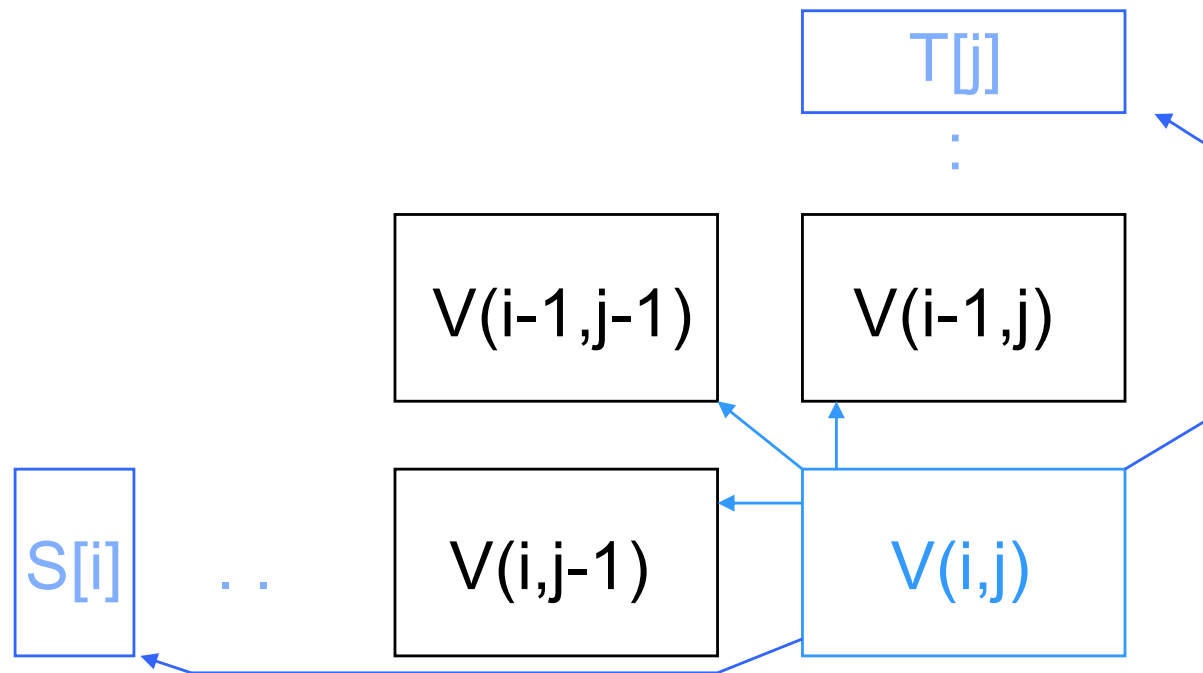 T[j]
:
V(i-1,j-1) V(i-1,j)
S[i] . . V(i,j-1) V(i,j)